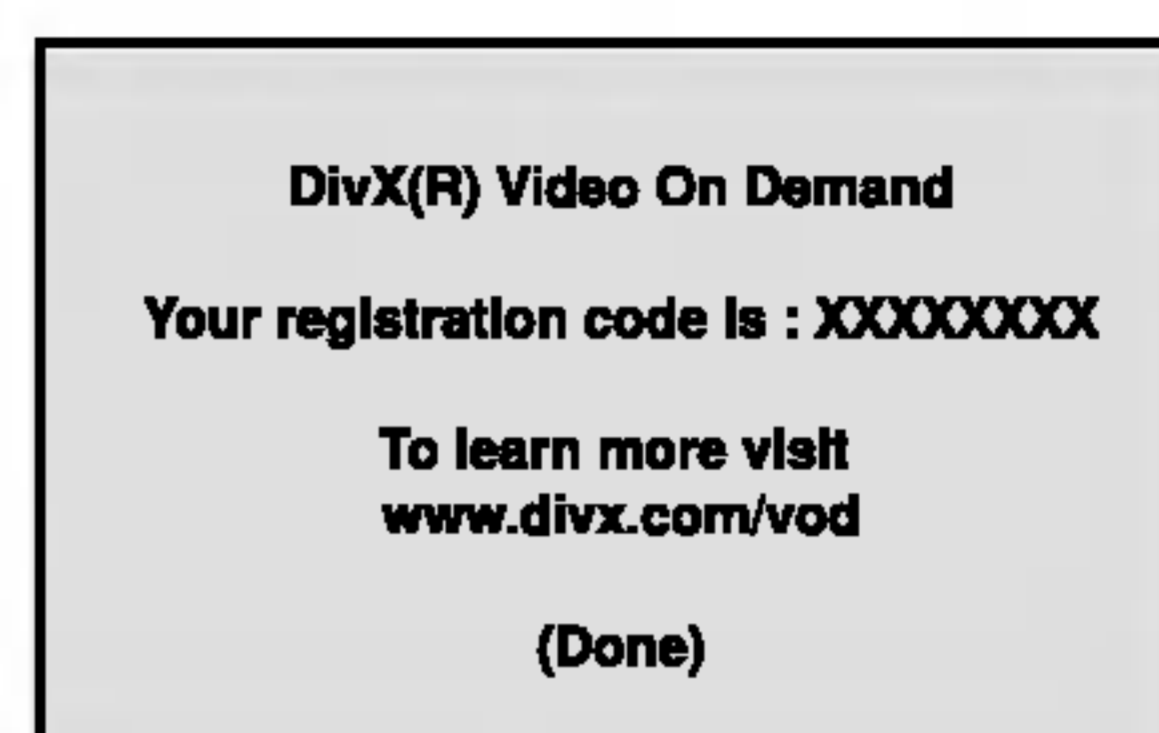 DivX(R) Video On Demand
Your registration code is : XXXXXXXX
To learn more visit
www.divx.com/vod
(Done)